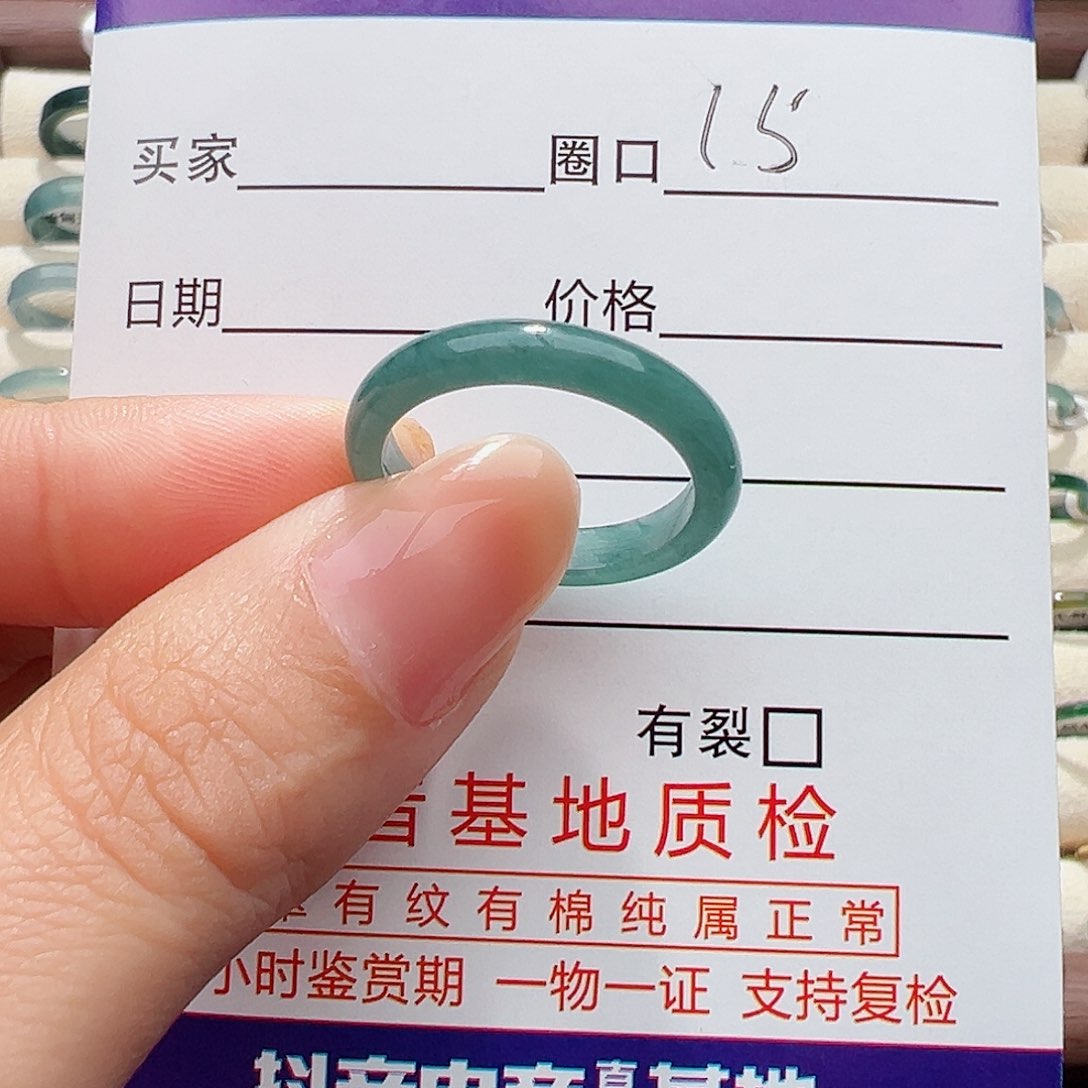 买家 圈口 15
日期 价格
有裂
基地质检
有纹有棉纯属正常
小时鉴赏期 一物一证 支持复检